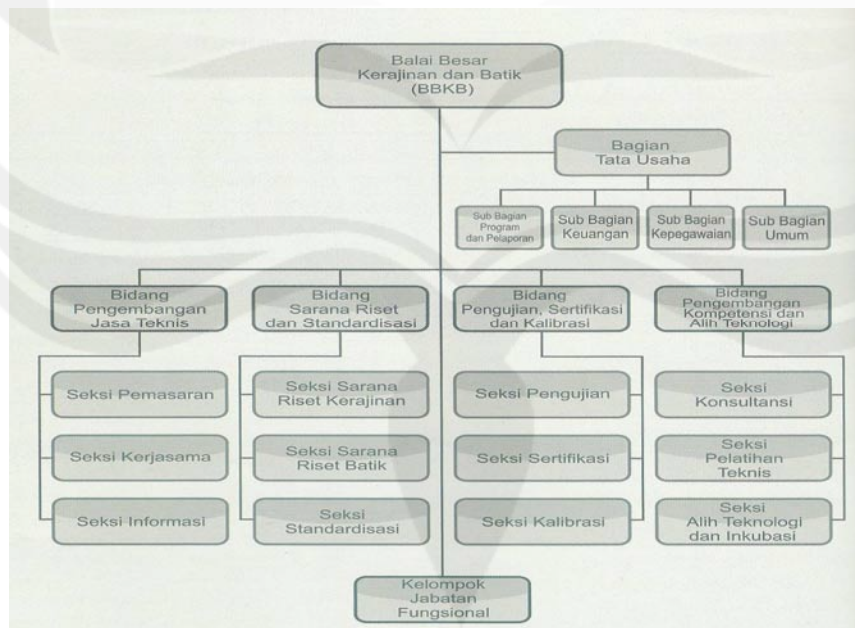 Balai Besar
Kerajinan dan Batik
(BBKB)
Bagian
Tata Usaha
Sub Bagian
Program
dan Pelaporan
Sub Bagian
Keuangan
Sub Bagian
Kepegawaian
Sub Bagian
Umum
Bidang
Pengembangan
Jasa Teknis
Bidang
Sarana Riset
dan Standardisasi
Bidang
Pengujian, Sertifikasi
dan Kalibrasi
Bidang
Pengembangan
Kompetensi dan
Alih Teknologi
Seksi Pemasaran
Seksi Sarana
Riset Kerajinan
Seksi Pengujian
Seksi
Konsultansi
Seksi Kerjasama
Seksi Sarana
Riset Batik
Seksi Sertifikasi
Seksi
Pelatihan
Teknis
Seksi Informasi
Seksi
Standardisasi
Seksi Kalibrasi
Seksi
Alih Teknologi
dan Inkubasi
Kelompok
Jabatan
Fungsional